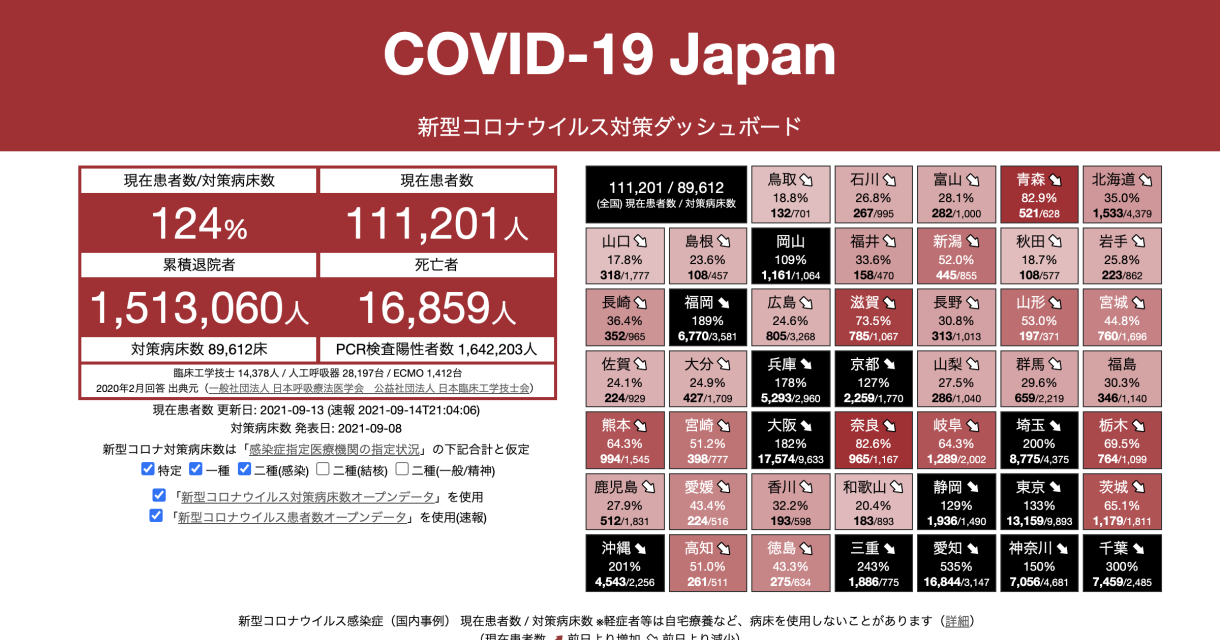 COVID-19 Japan
新型コロナウイルス対策ダッシュボード
現在患者数/対策病床数
現在患者数
124%
111,201人
累積退院者
死亡者
1,513,060人
16,859人
対策病床数 89,612床
PCR検査陽性者数 1,642,203人
臨床工学技士 14,378人 / 人工呼吸器 28,197台 / ECMO 1,412台
2020年2月回答 出典元（一般社団法人 日本呼吸療法医学会　公益社団法人 日本臨床工学技士会）
現在患者数 更新日: 2021-09-13 (速報 2021-09-14T21:04:06)
対策病床数 発表日: 2021-09-08
新型コロナ対策病床数は「感染症指定医療機関の指定状況」の下記合計と仮定
特定 一種 二種(感染) 二種(結核) 二種(一般/精神)
「新型コロナウイルス対策病床数オープンデータ」を使用
「新型コロナウイルス患者数オープンデータ」を使用(速報)
111,201 / 89,612
(全国) 現在患者数 / 対策病床数
鳥取
18.8%
132/701
石川
26.8%
267/995
富山
28.1%
282/1,000
青森
82.9%
521/628
北海道
35.0%
1,533/4,379
山口
17.8%
318/1,777
島根
23.6%
108/457
岡山
109%
1,161/1,064
福井
33.6%
158/470
新潟
52.0%
445/855
秋田
18.7%
108/577
岩手
25.8%
223/862
長崎
36.4%
352/965
福岡
189%
6,770/3,581
広島
24.6%
805/3,268
滋賀
73.5%
785/1,067
長野
30.8%
313/1,013
山形
53.0%
197/371
宮城
44.8%
760/1,696
佐賀
24.1%
224/929
大分
24.9%
427/1,709
兵庫
178%
5,293/2,960
京都
127%
2,259/1,770
山梨
27.5%
286/1,040
群馬
29.6%
659/2,219
福島
30.3%
346/1,140
熊本
64.3%
994/1,545
宮崎
51.2%
398/777
大阪
182%
17,574/9,633
奈良
82.6%
965/1,167
岐阜
64.3%
1,289/2,002
埼玉
200%
8,775/4,375
栃木
69.5%
764/1,099
鹿児島
27.9%
512/1,831
愛媛
43.4%
224/516
香川
32.2%
193/598
和歌山
20.4%
183/893
静岡
129%
1,936/1,490
東京
133%
13,159/9,893
茨城
65.1%
1,179/1,811
沖縄
201%
4,543/2,256
高知
51.0%
261/511
徳島
43.3%
275/634
三重
243%
1,886/775
愛知
535%
16,844/3,147
神奈川
150%
7,056/4,681
千葉
300%
7,459/2,485
新型コロナウイルス感染症（国内事例） 現在患者数 / 対策病床数 ※軽症者等は自宅療養など、病床を使用しないことがあります（詳細）
（現在患者数 前日より増加 前日より減少）